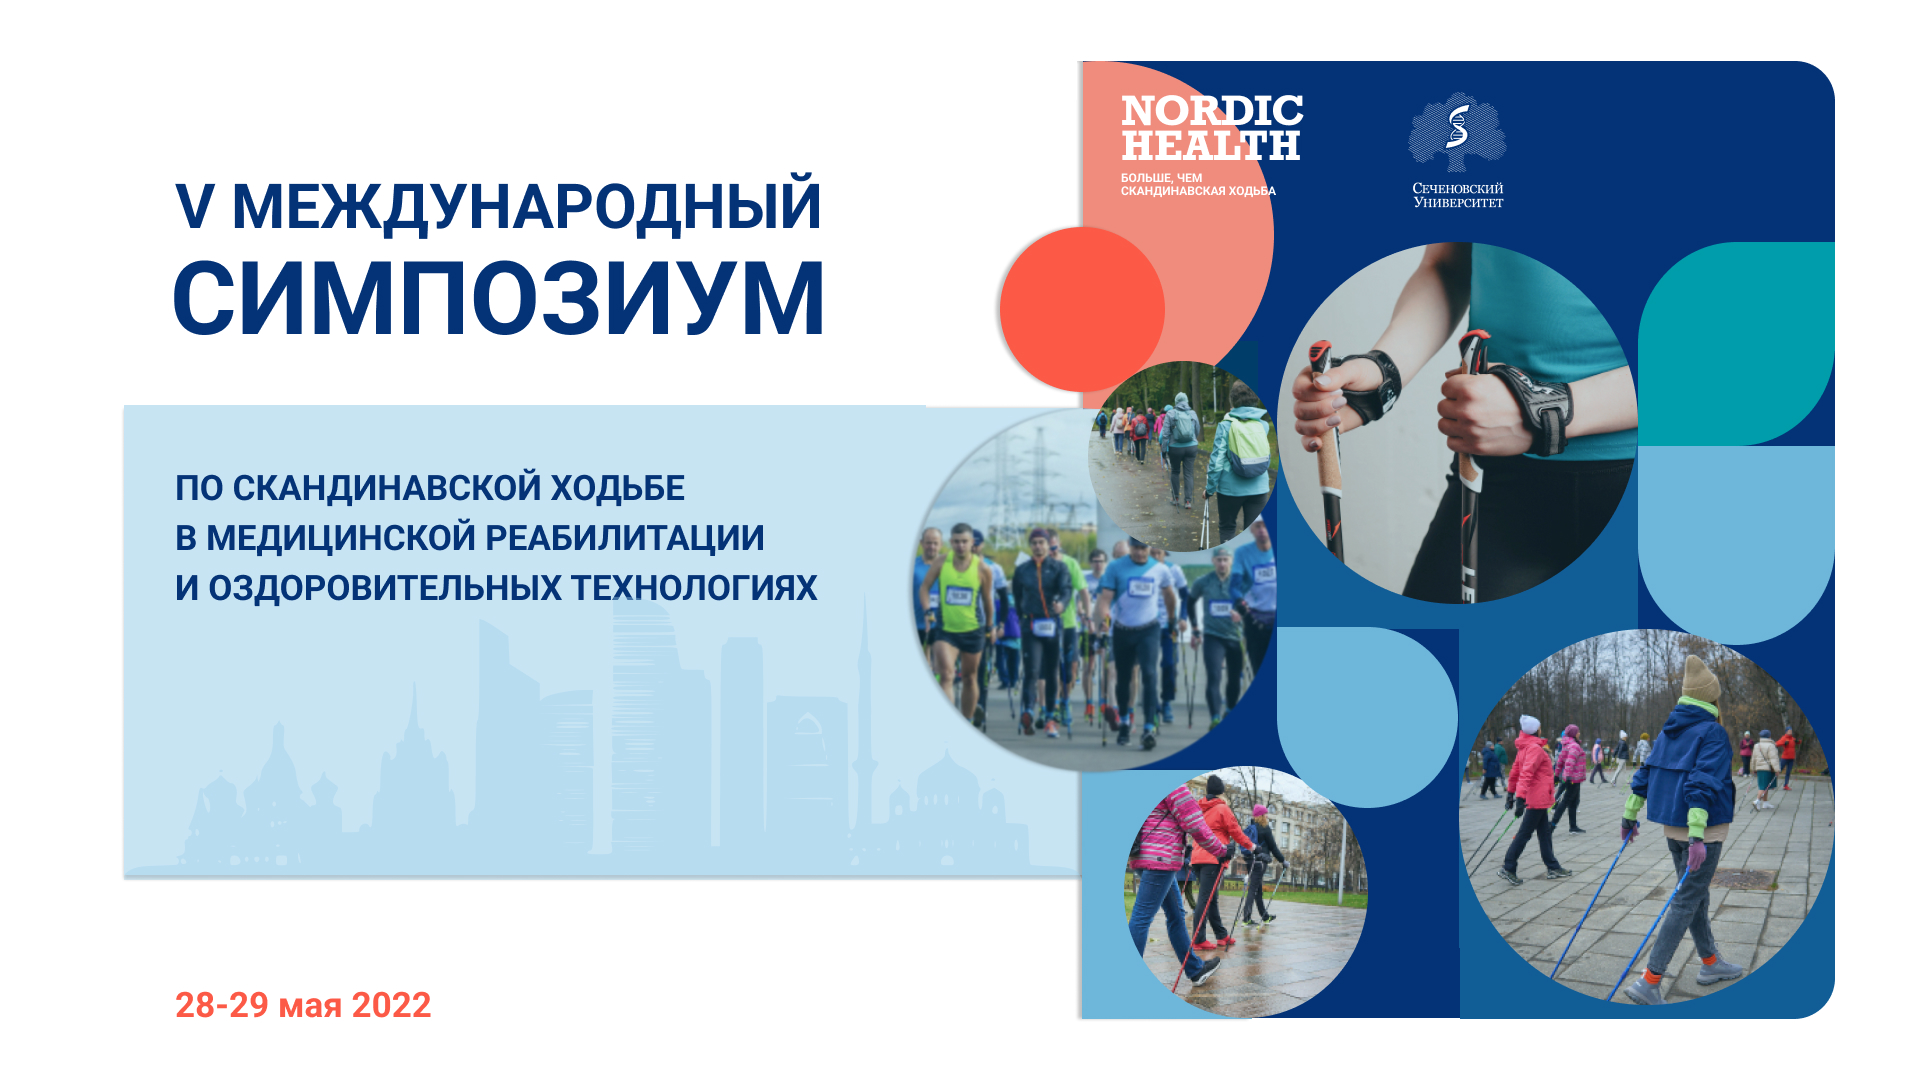 V МЕЖДУНАРОДНЫЙ
СИМПОЗИУМ
ПО СКАНДИНАВСКОЙ ХОДЬБЕ
В МЕДИЦИНСКОЙ РЕАБИЛИТАЦИИ
И ОЗДОРОВИТЕЛЬНЫХ ТЕХНОЛОГИЯХ
28-29 мая 2022
NORDIC
HEALTH
БОЛЬШЕ, ЧЕМ
СКАНДИНАВСКАЯ ХОДЬБА
СЕЧЕНОВСКИЙ
УНИВЕРСИТЕТ